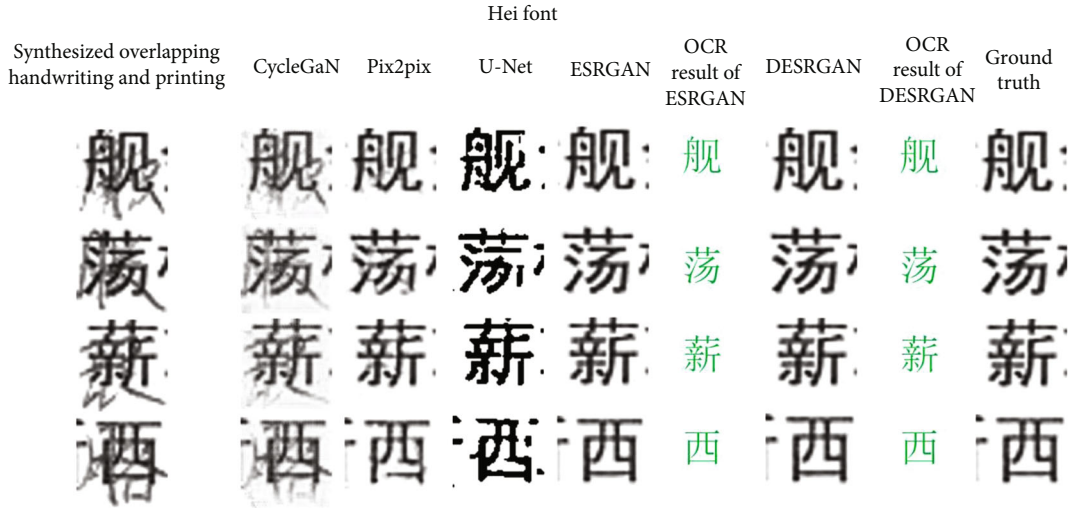 Hei font
Synthesized overlapping handwriting and printing CycleGaN Pix2pix U-Net ESRGAN OCR result of ESRGAN DESRGAN OCR result of DESRGAN Ground truth
舰 舰 舰 舰 舰 舰 舰 舰 舰
荡 荡 荡 荡 荡 荡 荡 荡 荡
薪 薪 薪 薪 薪 薪 薪 薪 薪
西 西 西 西 西 西 西 西 西